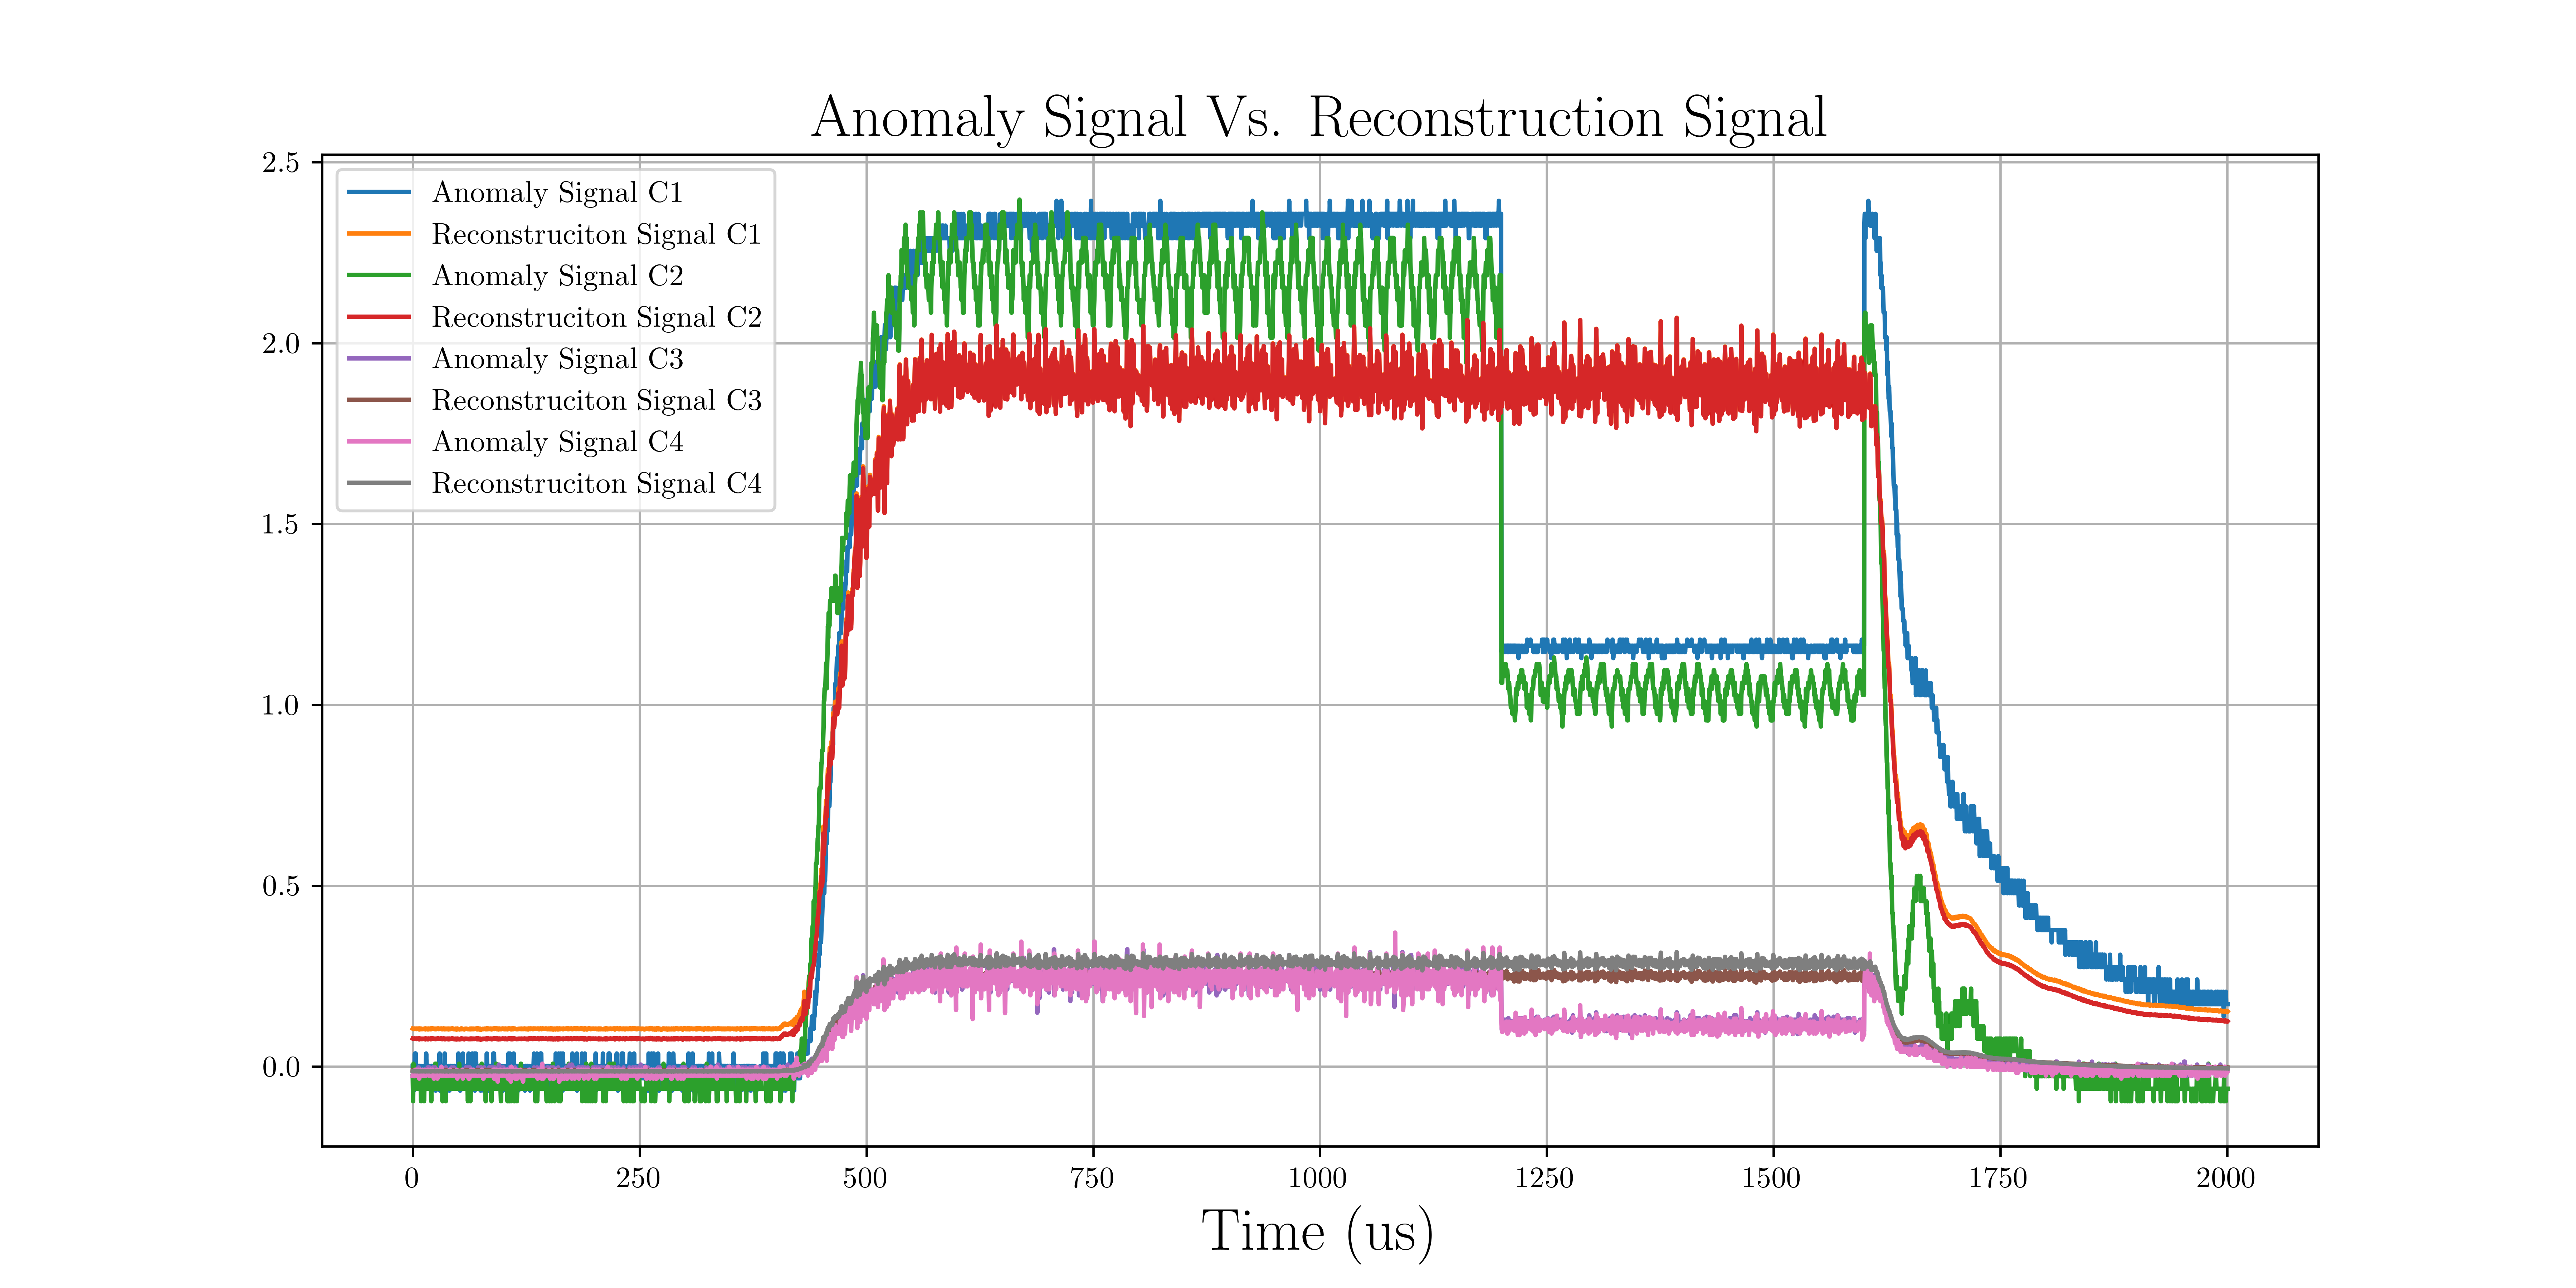 Anomaly Signal Vs. Reconstruction Signal
2.5
2.0
1.5
1.0
0.5
0.0
Anomaly Signal C1
Reconstruciton Signal C1
Anomaly Signal C2
Reconstruciton Signal C2
Anomaly Signal C3
Reconstruciton Signal C3
Anomaly Signal C4
Reconstruciton Signal C4
0 250 500 750 1000 1250 1500 1750 2000
Time (us)